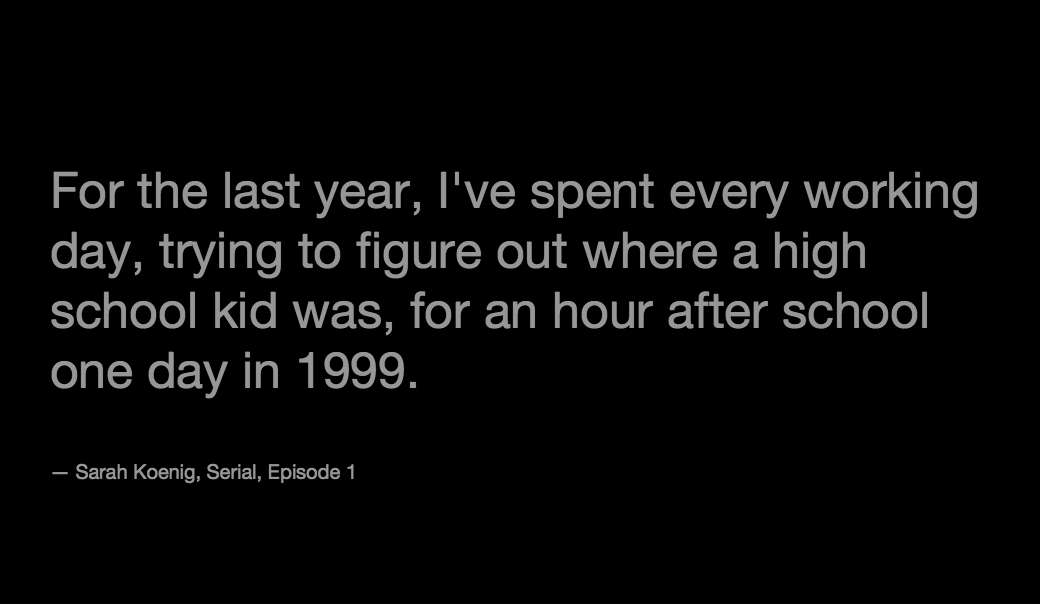 For the last year, I've spent every working
day, trying to figure out where a high
school kid was, for an hour after school
one day in 1999.
— Sarah Koenig, Serial, Episode 1